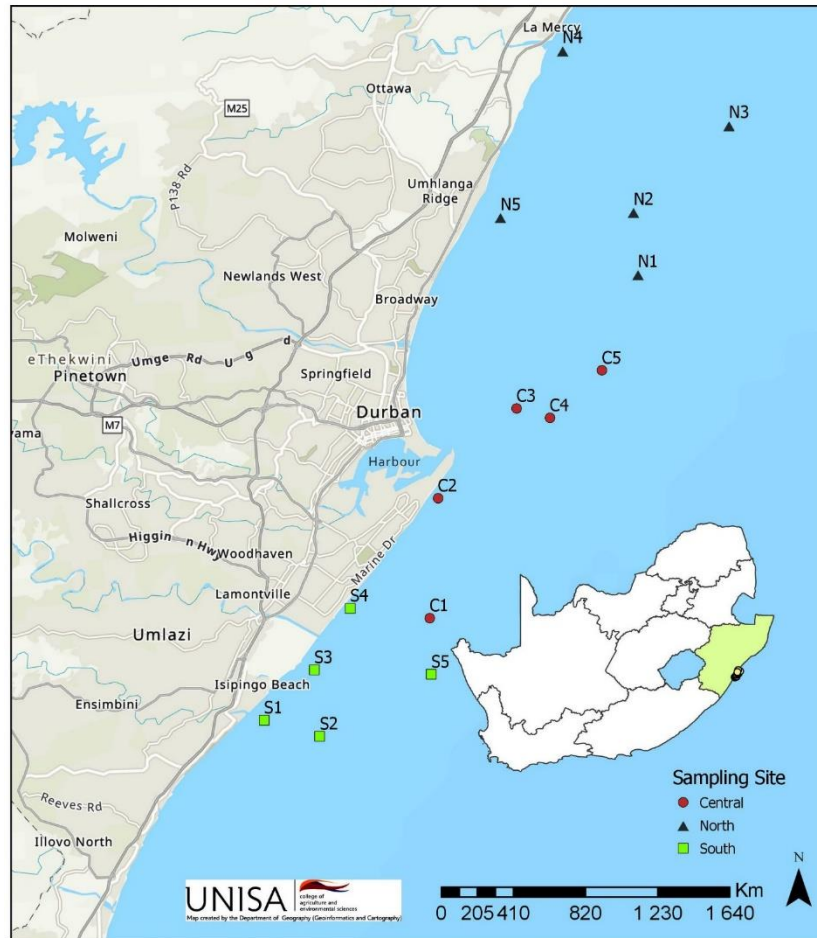 La Mercy
N4
Ottawa
M25
N3
P138 Rd
Umhlanga
Ridge
N2
N5
Molweni
Newlands West
N1
Broadway
eThekwini
Umge Rd U g d
Pinetown
Springfield
C5
C3
C4
Durban
yama
M7
Harbour
C2
Shallcross
Higgin n Hwy
Woodhaven
Marine Dr
Lamontville
S4
C1
Umlazi
S3
S5
Isipingo Beach
Ensimbini
S1
S2
Reeves Rd
Illovo North
Sampling Site
Central
North
South
UNISA
college of
agriculture and
environmental sciences
Map created by the Department of Geography (Geoinformatics and Cartography)
N
Km
0 205 410 820 1 230 1 640